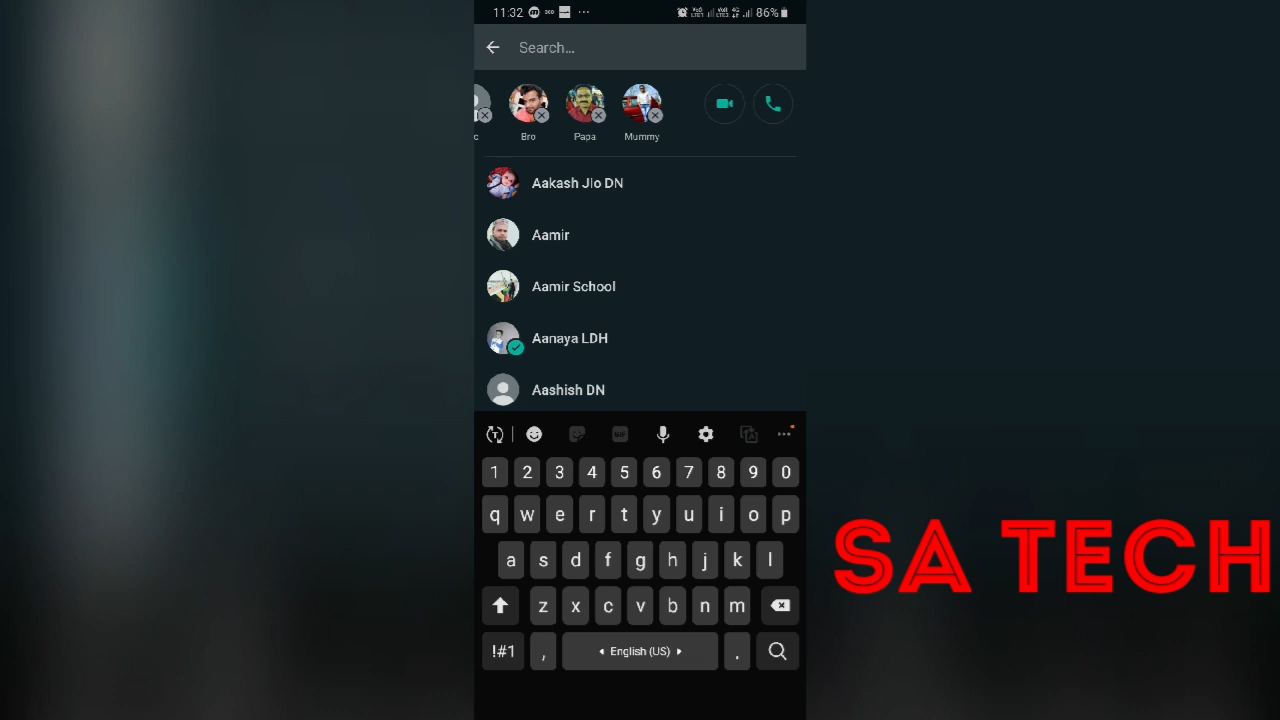 11:32 86%
Search...
c Bro Papa Mummy
Aakash Jio DN
Aamir
Aamir School
Aanaya LDH
Aashish DN
GIF
1 2 3 4 5 6 7 8 9 0
q w e r t y u i o p
a s d f g h j k l
z x c v b n m
!#1 , English (US) .
SA TECH